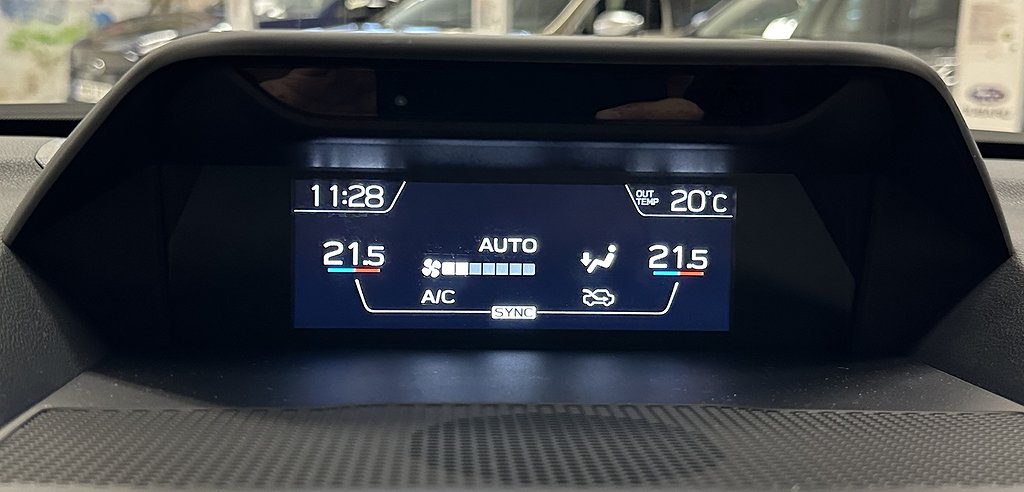 11:28
OUT TEMP 20°C
AUTO
21.5
21.5
A/C
SYNC